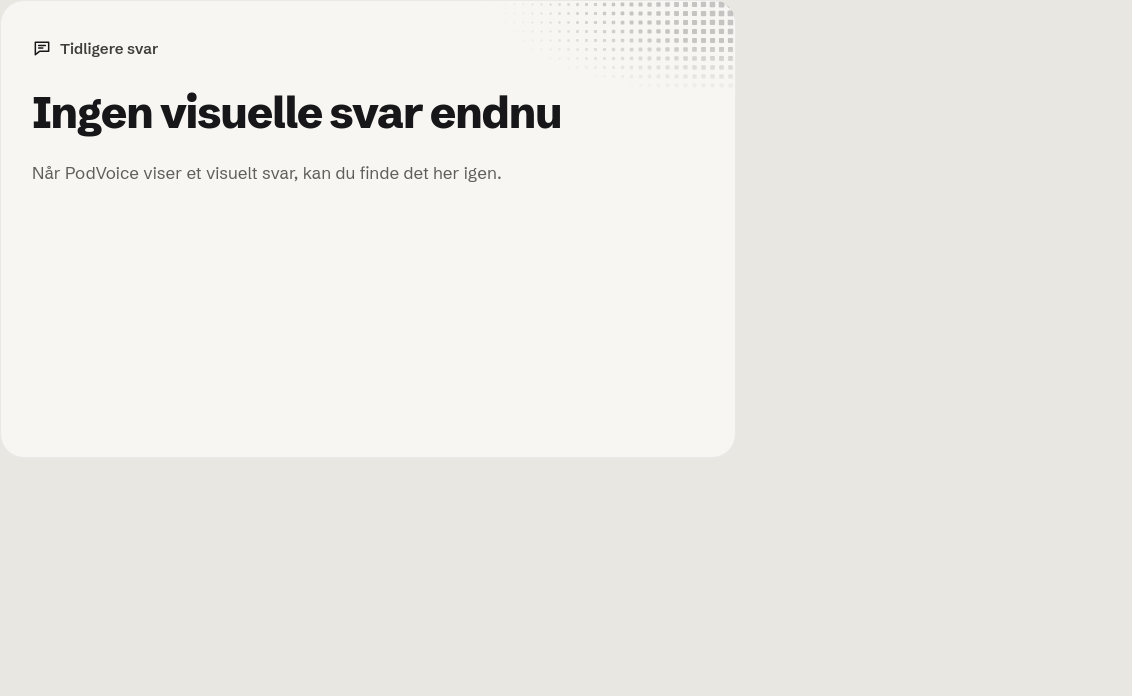 Tidligere svar
Ingen visuelle svar endnu
Når PodVoice viser et visuelt svar, kan du finde det her igen.